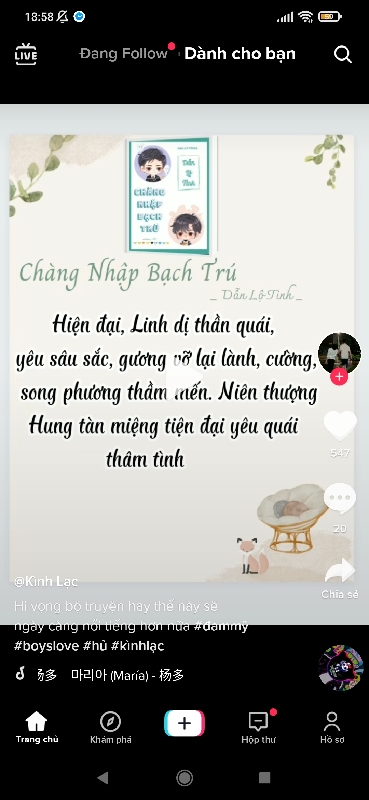 18:58
LIVE
Đang Follow
Dành cho bạn
Dẫn
Lộ
Tinh
CHÀNG
NHẬP
BẠCH
TRÚ
Chàng Nhập Bạch Trú
_ Dẫn Lộ Tinh _
Hiện đại, Linh dị thần quái,
yêu sâu sắc, gương vỡ lại lành, cường,
song phương thầm mến. Niên thượng
Hung tàn miệng tiện đại yêu quái
thâm tình
547
20
Chia sẻ
@Kình Lạc
Hi vọng bộ truyện hay thế này sẽ
ngày càng nổi tiếng hơn nữa #đammỹ
#boyslove #hủ #kìnhlạc
杨多 마리아 (Maria) - 杨多
Trang chủ
Khám phá
Hộp thư
Hồ sơ